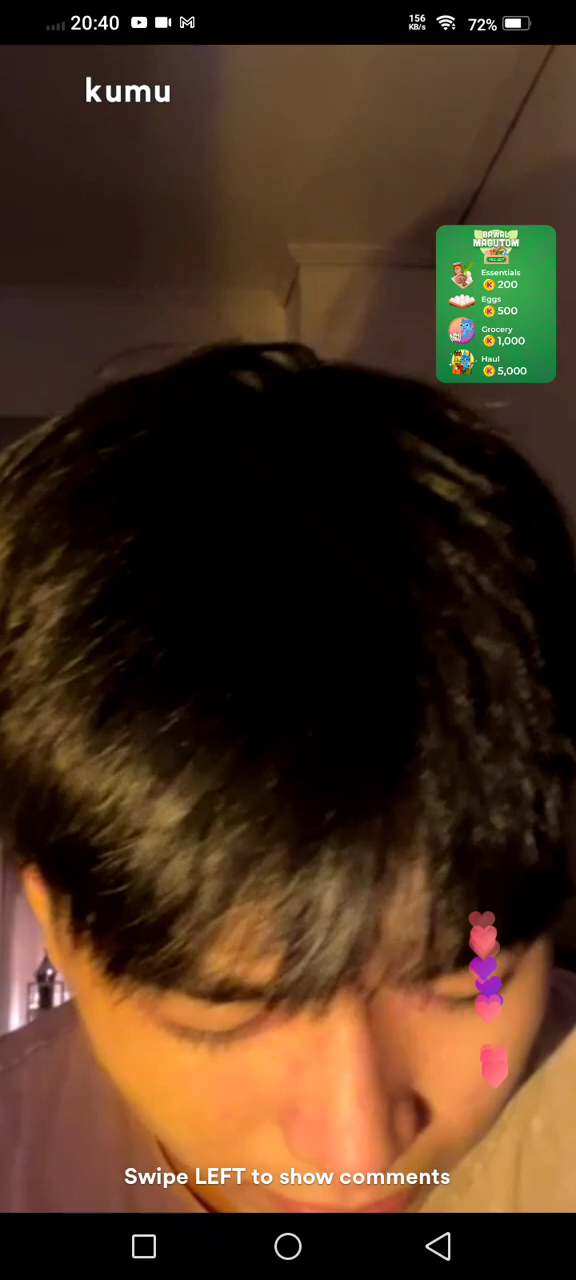 20:40
156
KB/s
72%
kumu
BAWAL
MAGUTOM
Essentials
K 200
Eggs
K 500
Grocery
K 1,000
Haul
K 5,000
Swipe LEFT to show comments